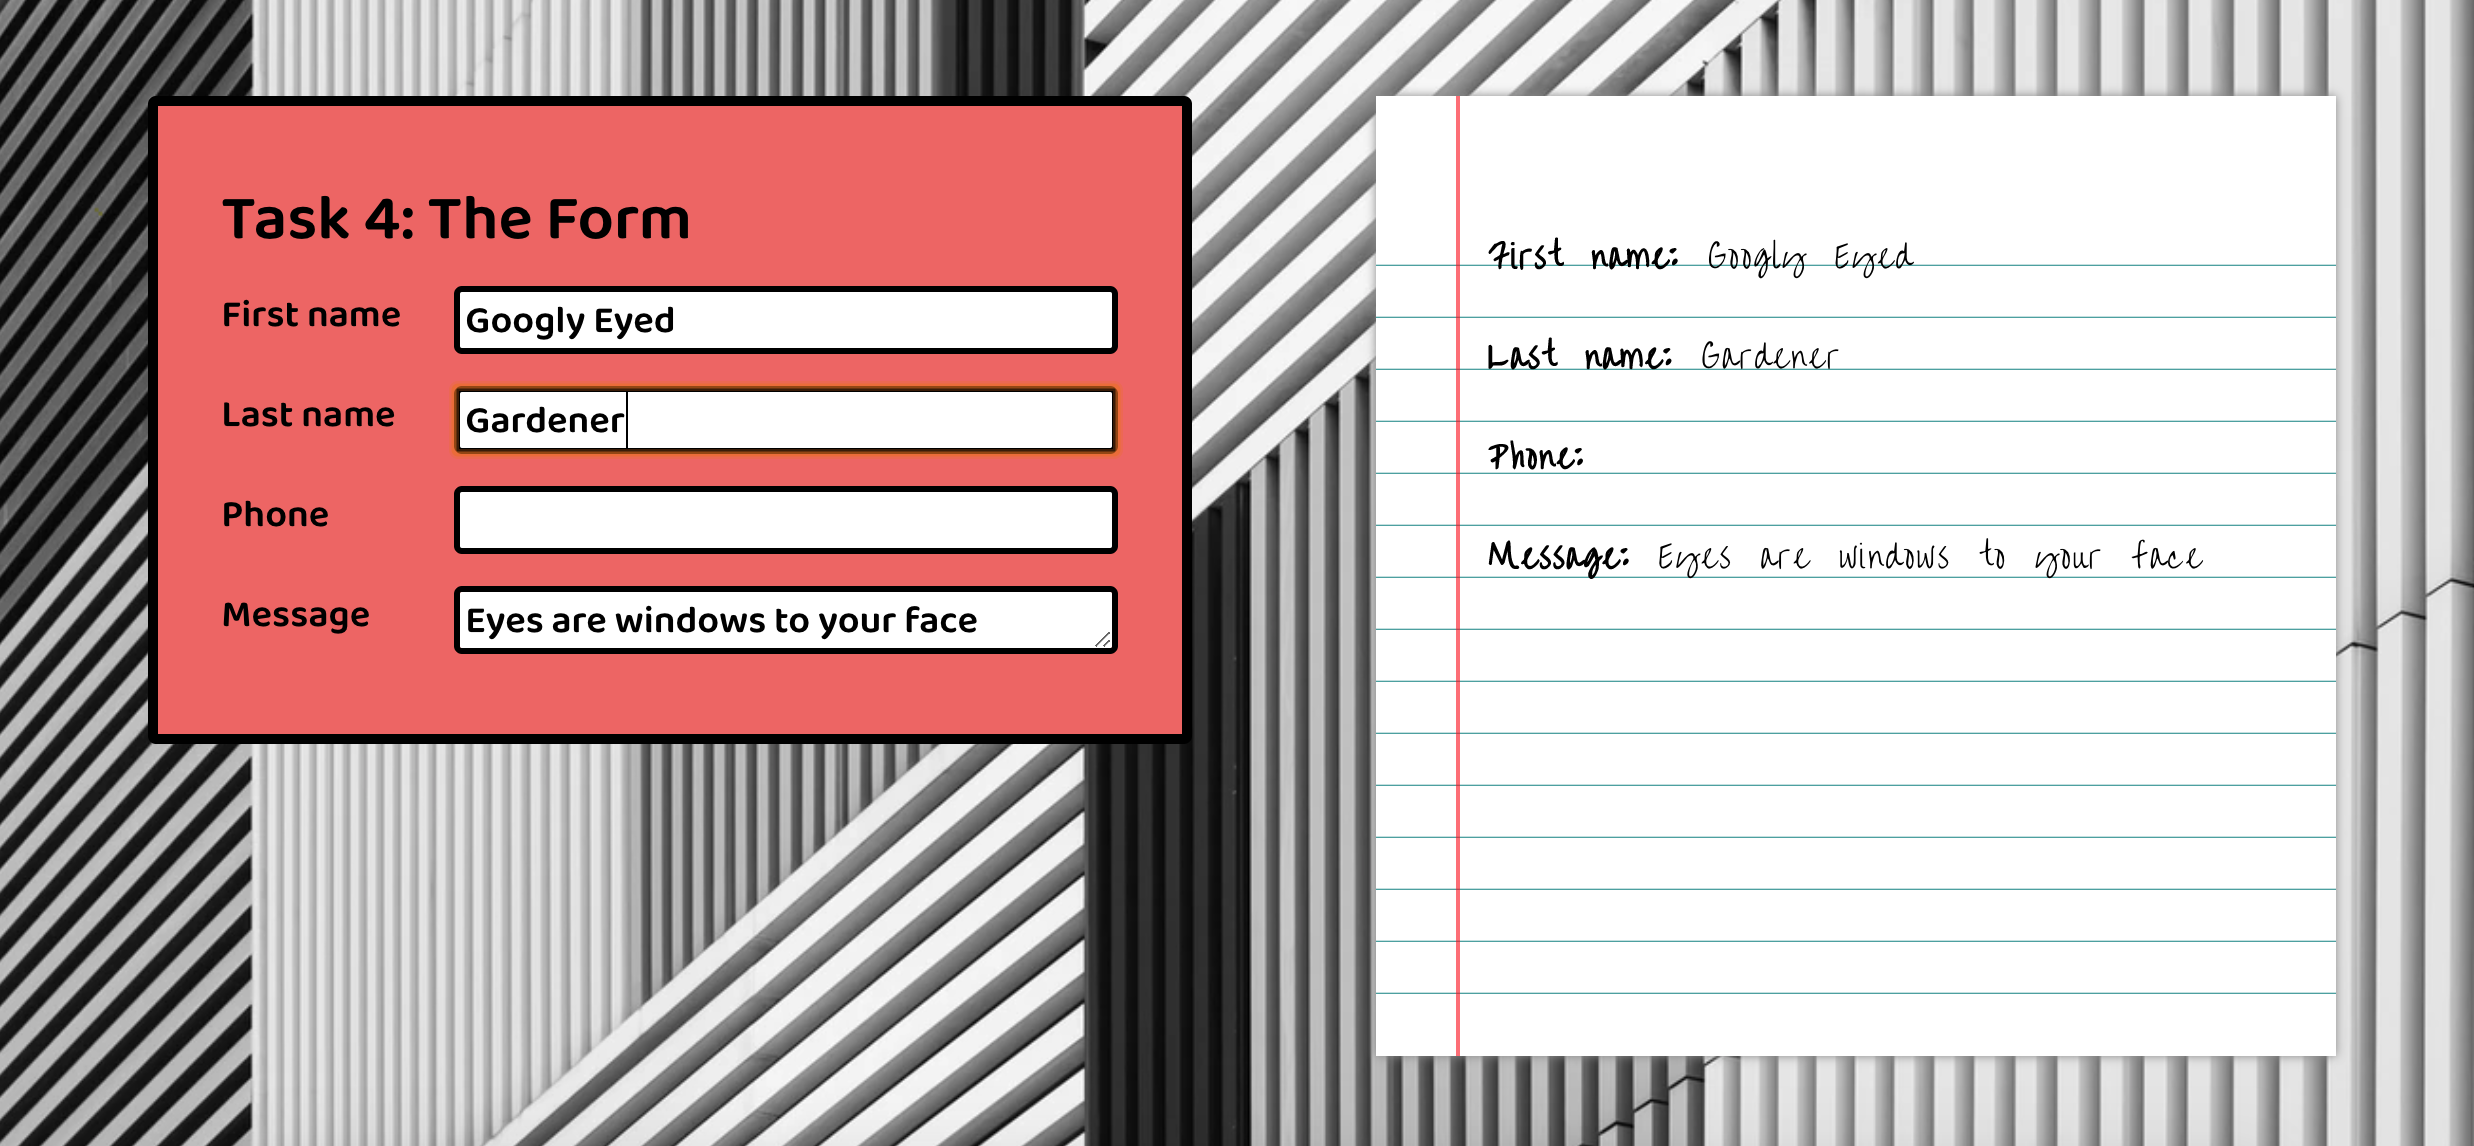 Task 4: The Form
First name
Googly Eyed
Last name
Gardener
Phone
Message
Eyes are windows to your face
First name: Googly Eyed
Last name: Gardener
Phone:
Message: Eyes are windows to your face